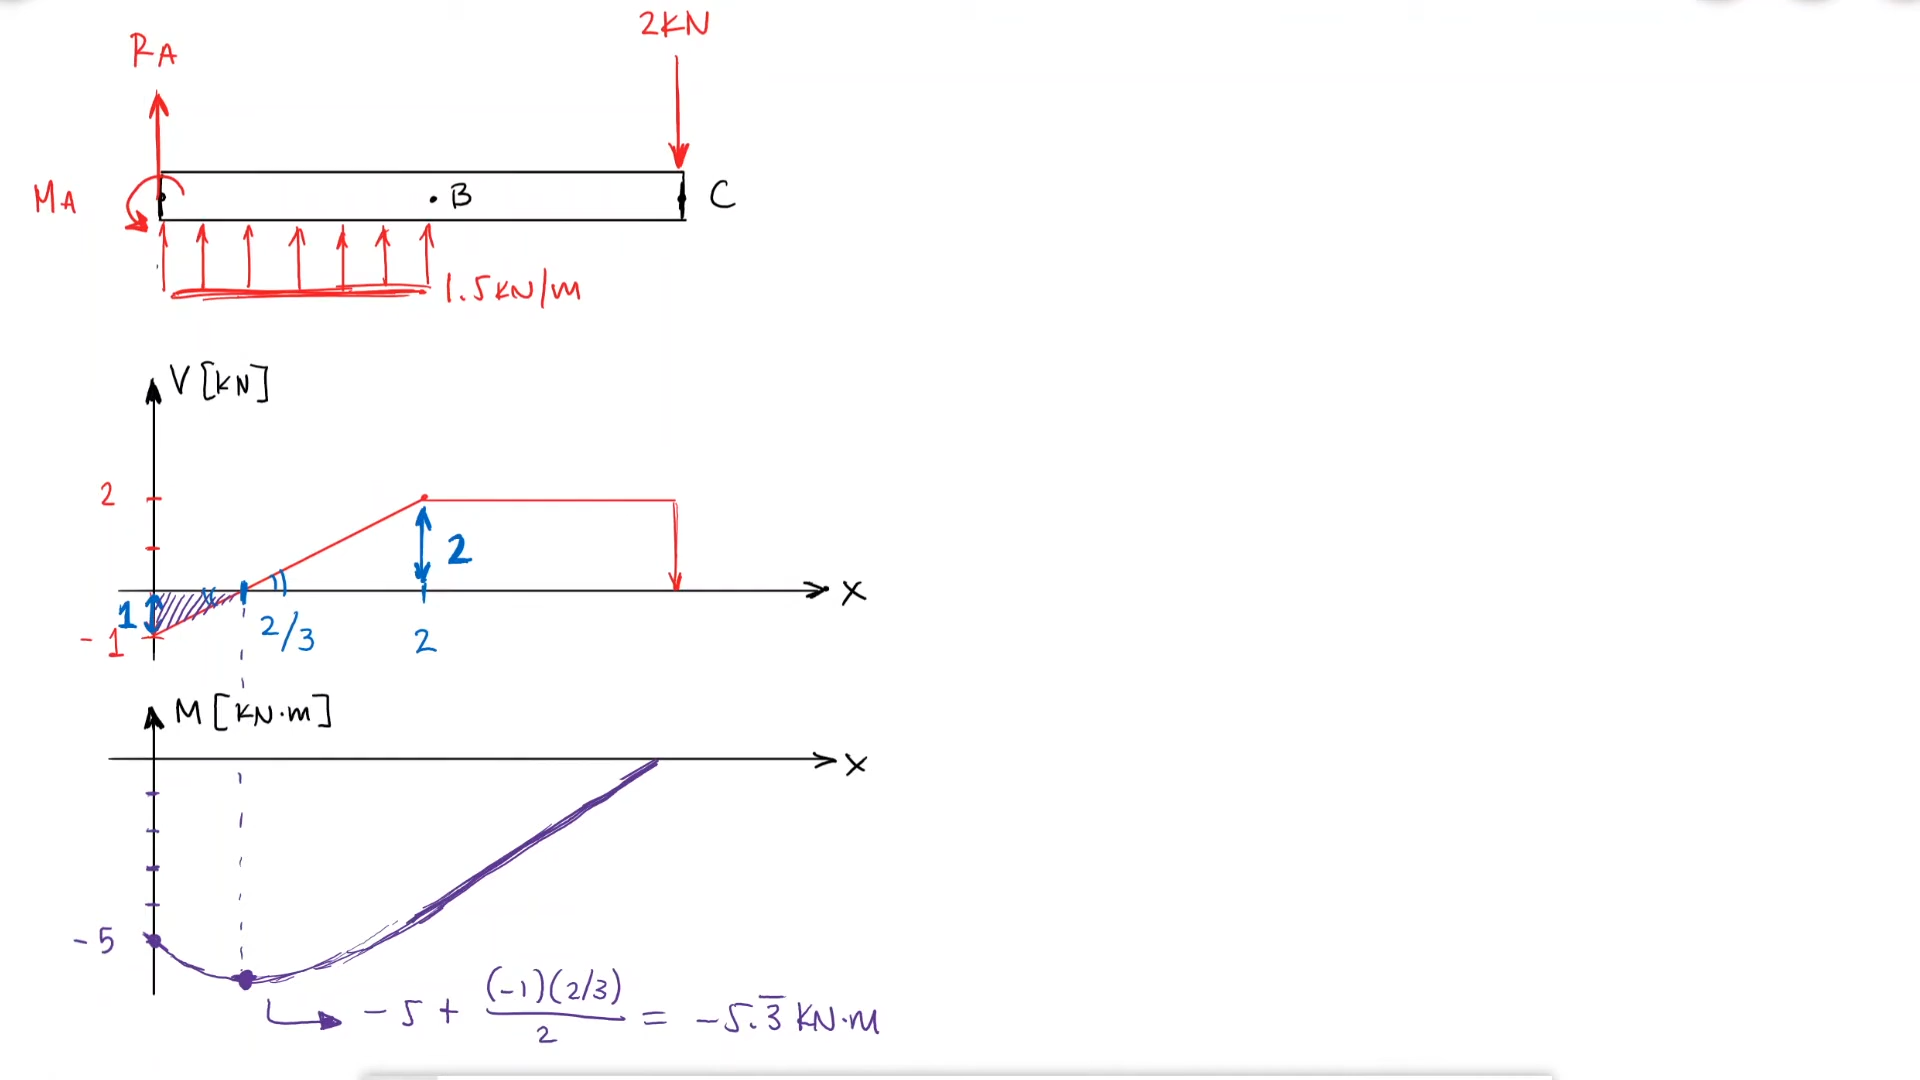 2KN
RA
MA
B
C
1.5KN/m
V [KN]
2
2
1
-1
2/3
2
X
M [KN·m]
X
-5
-5 + (-1)(2/3)/2 = -5.3̅ KN·m